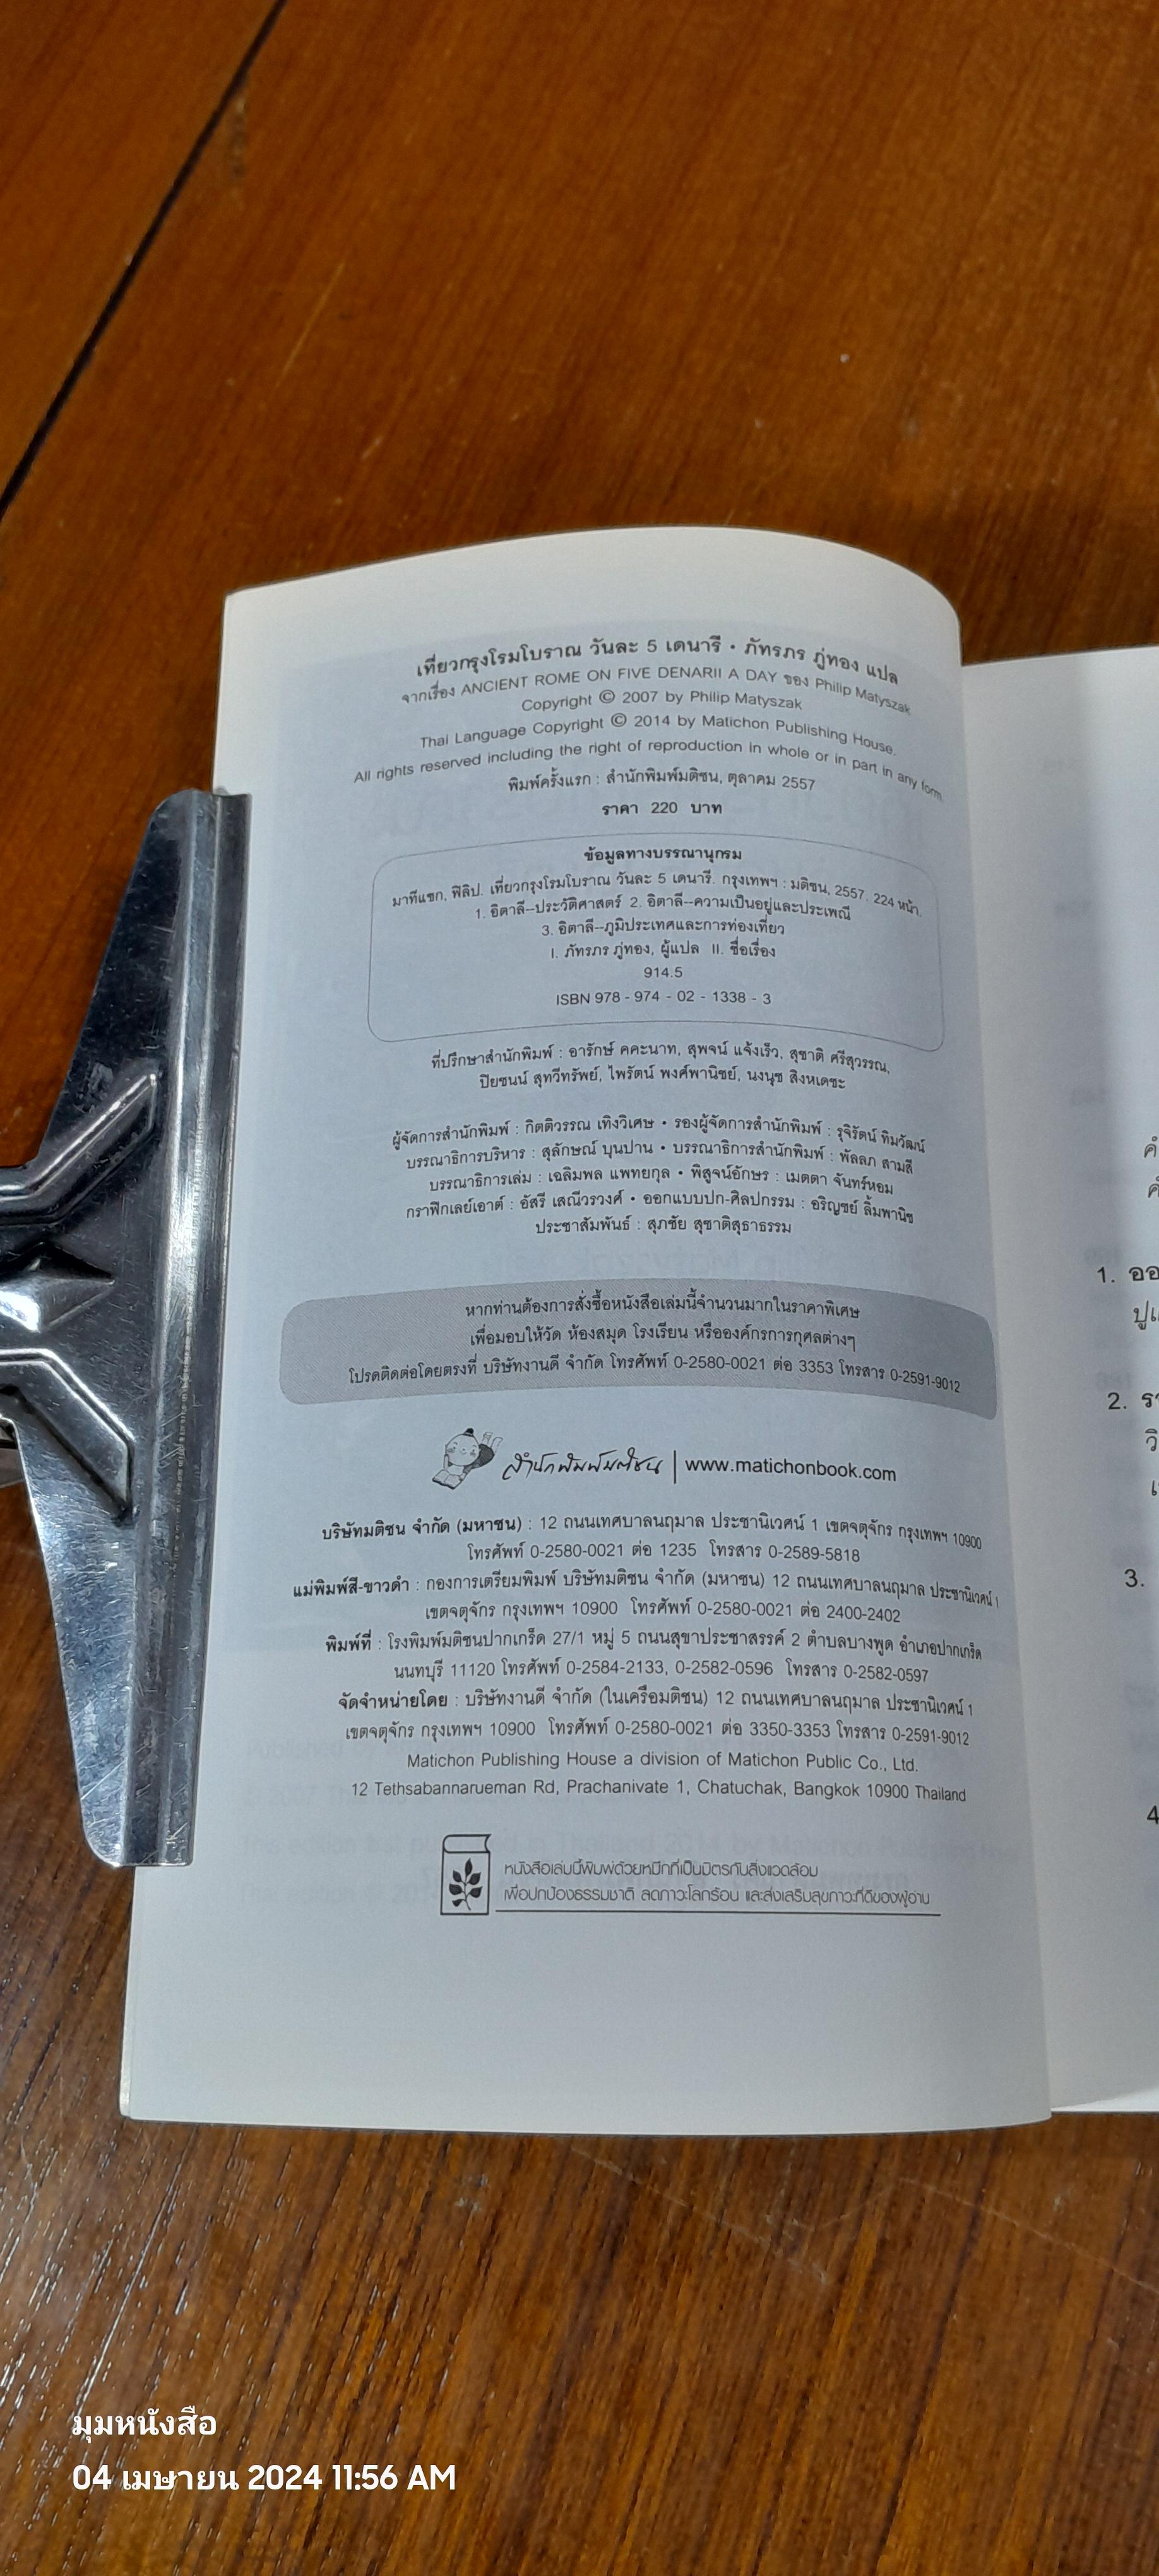 เที่ยวกรุงโรมโบราณ วันละ 5 เดนารี • ภัทรภร ภู่ทอง แปล
จากเรื่อง ANCIENT ROME ON FIVE DENARII A DAY ของ Philip Matyszak
Copyright © 2007 by Philip Matyszak
Thai Language Copyright © 2014 by Matichon Publishing House.
All rights reserved including the right of reproduction in whole or in part in any form.
พิมพ์ครั้งแรก : สำนักพิมพ์มติชน, ตุลาคม 2557
ราคา 220 บาท
ข้อมูลทางบรรณานุกรม
มาทีแซก, ฟิลิป. เที่ยวกรุงโรมโบราณ วันละ 5 เดนารี. กรุงเทพฯ : มติชน, 2557. 224 หน้า.
1. อิตาลี--ประวัติศาสตร์ 2. อิตาลี--ความเป็นอยู่และประเพณี
3. อิตาลี--ภูมิประเทศและการท่องเที่ยว
I. ภัทรภร ภู่ทอง, ผู้แปล II. ชื่อเรื่อง
914.5
ISBN 978 - 974 - 02 - 1338 - 3
ที่ปรึกษาสำนักพิมพ์ : อารักษ์ คคะนาท, สุพจน์ แจ้งเร็ว, สุชาติ ศรีสุวรรณ,
ปิยชนน์ สุทวีทรัพย์, ไพรัตน์ พงศ์พานิชย์, นงนุช สิงหเดชะ
ผู้จัดการสำนักพิมพ์ : กิตติวรรณ เทิงวิเศษ • รองผู้จัดการสำนักพิมพ์ : รุจิรัตน์ ทิมวัฒน์
บรรณาธิการบริหาร : สุลักษณ์ บุนปาน • บรรณาธิการสำนักพิมพ์ : พัลลภ สามสี
บรรณาธิการเล่ม : เฉลิมพล แพทยกุล • พิสูจน์อักษร : เมตตา จันทร์หอม
กราฟิกเลย์เอาต์ : อัสรี เสณีวรวงศ์ • ออกแบบปก-ศิลปกรรม : อริญชย์ ลิ้มพานิช
ประชาสัมพันธ์ : สุภชัย สุชาติสุธาธรรม
หากท่านต้องการสั่งซื้อหนังสือเล่มนี้จำนวนมากในราคาพิเศษ
เพื่อมอบให้วัด ห้องสมุด โรงเรียน หรือองค์กรการกุศลต่างๆ
โปรดติดต่อโดยตรงที่ บริษัทงานดี จำกัด โทรศัพท์ 0-2580-0021 ต่อ 3353 โทรสาร 0-2591-9012
สำนักพิมพ์มติชน | www.matichonbook.com
บริษัทมติชน จำกัด (มหาชน) : 12 ถนนเทศบาลนฤมาล ประชานิเวศน์ 1 เขตจตุจักร กรุงเทพฯ 10900
โทรศัพท์ 0-2580-0021 ต่อ 1235 โทรสาร 0-2589-5818
แม่พิมพ์สี-ขาวดำ : กองการเตรียมพิมพ์ บริษัทมติชน จำกัด (มหาชน) 12 ถนนเทศบาลนฤมาล ประชานิเวศน์ 1
เขตจตุจักร กรุงเทพฯ 10900 โทรศัพท์ 0-2580-0021 ต่อ 2400-2402
พิมพ์ที่ : โรงพิมพ์มติชนปากเกร็ด 27/1 หมู่ 5 ถนนสุขาประชาสรรค์ 2 ตำบลบางพูด อำเภอปากเกร็ด
นนทบุรี 11120 โทรศัพท์ 0-2584-2133, 0-2582-0596 โทรสาร 0-2582-0597
จัดจำหน่ายโดย : บริษัทงานดี จำกัด (ในเครือมติชน) 12 ถนนเทศบาลนฤมาล ประชานิเวศน์ 1
เขตจตุจักร กรุงเทพฯ 10900 โทรศัพท์ 0-2580-0021 ต่อ 3350-3353 โทรสาร 0-2591-9012
Matichon Publishing House a division of Matichon Public Co., Ltd.
12 Tethsabannarueman Rd, Prachanivate 1, Chatuchak, Bangkok 10900 Thailand
หนังสือเล่มนี้พิมพ์ด้วยหมึกที่เป็นมิตรกับสิ่งแวดล้อม
เพื่อปกป้องธรรมชาติ ลดภาวะโลกร้อน และส่งเสริมสุขภาวะที่ดีของผู้อ่าน
1.
2.
3.
4
มุมหนังสือ
04 เมษายน 2024 11:56 AM